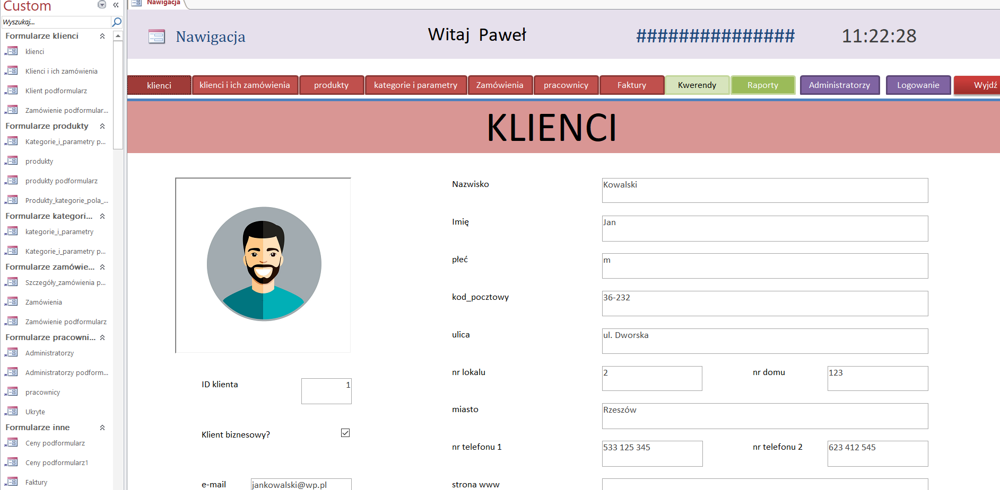 Custom
Wyszukaj...
Formularze klienci
klienci
Klienci i ich zamówienia
Klient podformularz
Zamówienie podformular...
Formularze produkty
Kategorie_i_parametry p...
produkty
produkty podformularz
Produkty_kategorie_pola_...
Formularze kategori...
kategorie_i_parametry
Kategorie_i_parametry p...
Formularze zamówie...
Szczegóły_zamówienia p...
Zamówienia
Zamówienie podformularz
Formularze pracowni...
Administratorzy
Administratorzy podform...
pracownicy
Ukryte
Formularze inne
Ceny podformularz
Ceny podformularz1
Faktury
Nawigacja
Nawigacja Witaj Paweł ############### 11:22:28
klienci klienci i ich zamówienia produkty kategorie i parametry Zamówienia pracownicy Faktury Kwerendy Raporty Administratorzy Logowanie Wyjdź
KLIENCI
Nazwisko Kowalski
Imię Jan
płeć m
kod_pocztowy 36-232
ulica ul. Dworska
nr lokalu 2 nr domu 123
ID klienta 1
miasto Rzeszów
Klient biznesowy?
nr telefonu 1 533 125 345 nr telefonu 2 623 412 545
e-mail jankowalski@wp.pl strona www